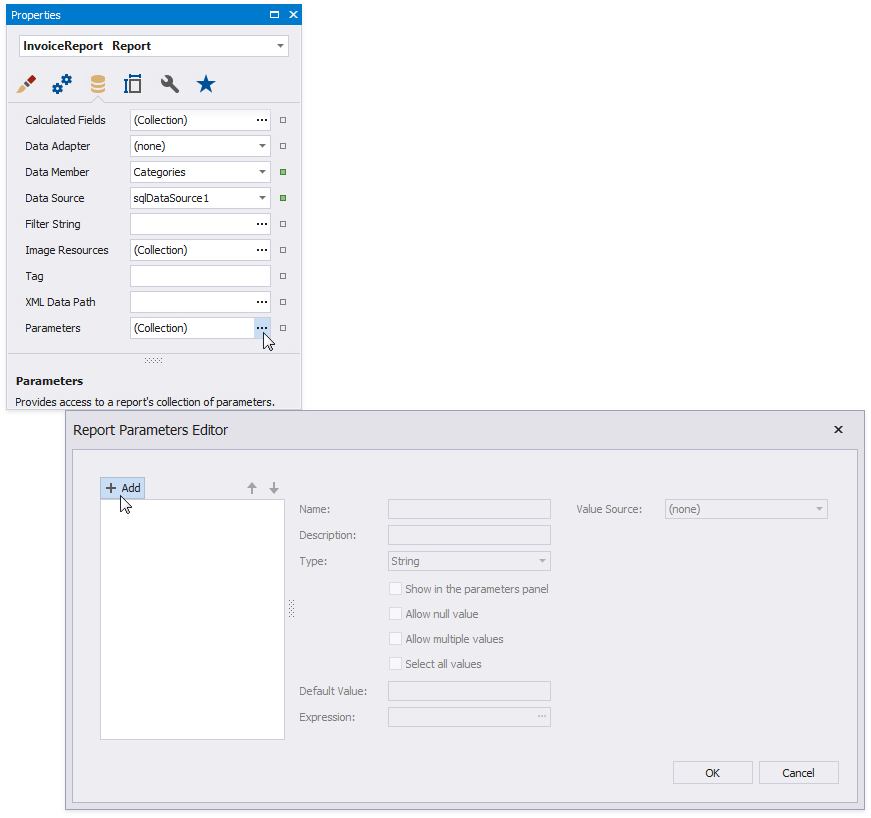 Properties
InvoiceReport Report
Calculated Fields (Collection) ...
Data Adapter (none)
Data Member Categories
Data Source sqlDataSource1
Filter String ...
Image Resources (Collection) ...
Tag
XML Data Path ...
Parameters (Collection) ...
Parameters
Provides access to a report's collection of parameters.
Report Parameters Editor
+ Add
Name: Value Source: (none)
Description:
Type: String
Show in the parameters panel
Allow null value
Allow multiple values
Select all values
Default Value:
Expression: ...
OK Cancel